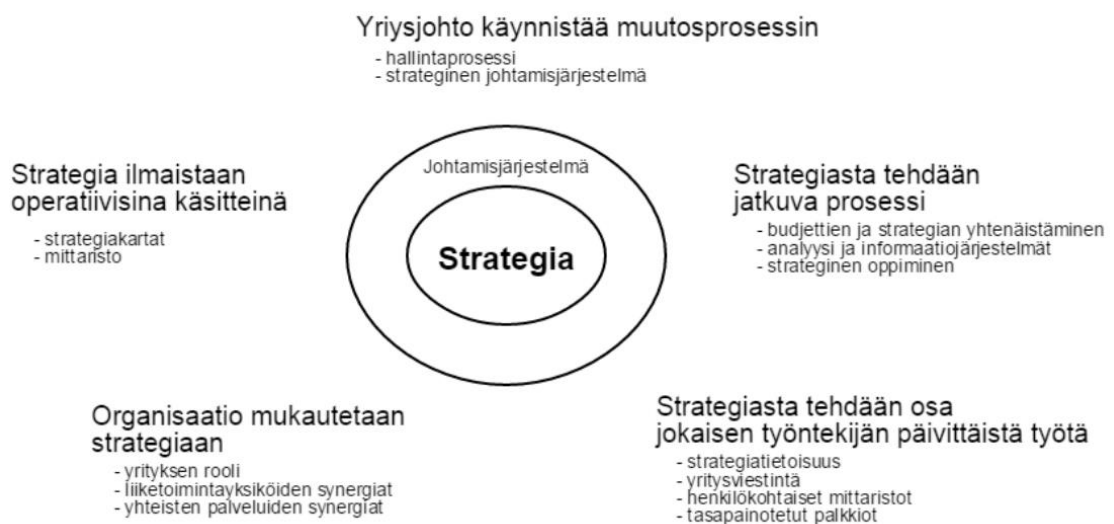 Yriysjohto käynnistää muutosprosessin
- hallintaprosessi
- strateginen johtamisjärjestelmä
Strategia ilmaistaan
operatiivisina käsitteinä
- strategiakartat
- mittaristo
Johtamisjärjestelmä
Strategia
Strategiasta tehdään
jatkuva prosessi
- budjettien ja strategian yhtenäistäminen
- analyysi ja informaatiojärjestelmät
- strateginen oppiminen
Organisaatio mukautetaan
strategiaan
- yrityksen rooli
- liiketoimintayksiköiden synergiat
- yhteisten palveluiden synergiat
Strategiasta tehdään osa
jokaisen työntekijän päivittäistä työtä
- strategiatietoisuus
- yritysviestintä
- henkilökohtaiset mittaristot
- tasapainotetut palkkiot